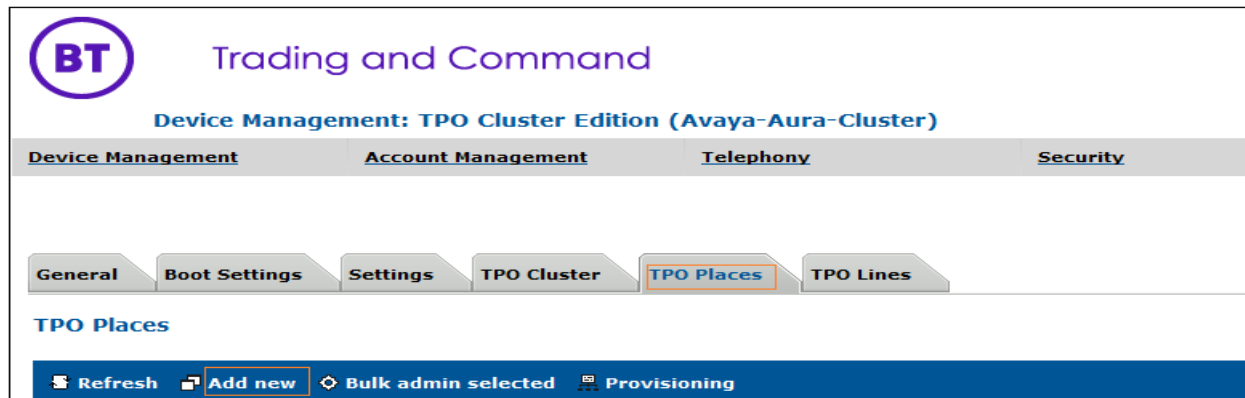 BT
Trading and Command
Device Management: TPO Cluster Edition (Avaya-Aura-Cluster)
Device Management Account Management Telephony Security
General Boot Settings Settings TPO Cluster TPO Places TPO Lines
TPO Places
Refresh Add new Bulk admin selected Provisioning